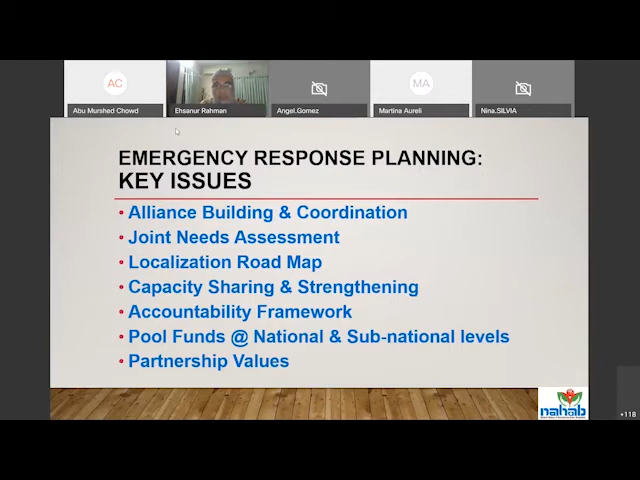 AC
MA
Abu Murshed Chowd
Ehsanur Rahman
Angel.Gomez
Martina Aureli
Nina.SILVIA
EMERGENCY RESPONSE PLANNING:
KEY ISSUES
• Alliance Building & Coordination
• Joint Needs Assessment
• Localization Road Map
• Capacity Sharing & Strengthening
• Accountability Framework
• Pool Funds @ National & Sub-national levels
• Partnership Values
nahab
+118